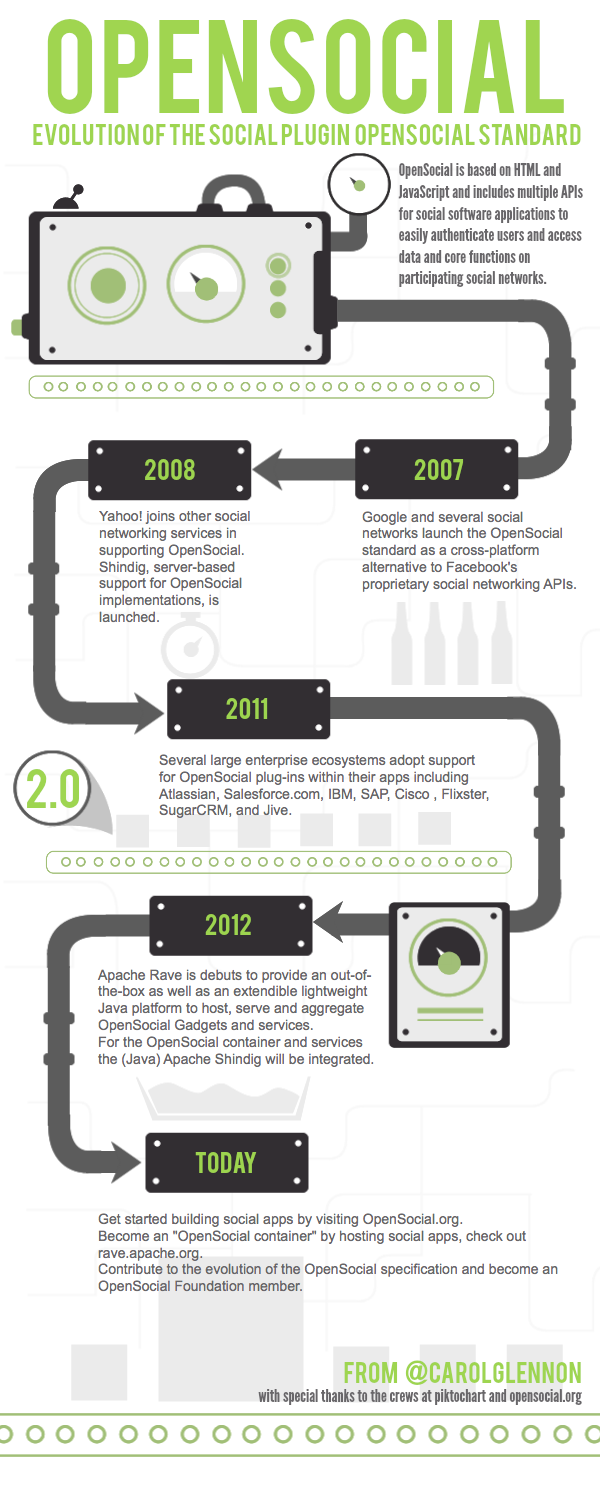 OPENSOCIAL
EVOLUTION OF THE SOCIAL PLUGIN OPENSOCIAL STANDARD
OpenSocial is based on HTML and
JavaScript and includes multiple APIs
for social software applications to
easily authenticate users and access
data and core functions on
participating social networks.
2007
Google and several social
networks launch the OpenSocial
standard as a cross-platform
alternative to Facebook's
proprietary social networking APIs.
2008
Yahoo! joins other social
networking services in
supporting OpenSocial.
Shindig, server-based
support for OpenSocial
implementations, is
launched.
2011
Several large enterprise ecosystems adopt support
for OpenSocial plug-ins within their apps including
Atlassian, Salesforce.com, IBM, SAP, Cisco , Flixster,
SugarCRM, and Jive.
2.0
2012
Apache Rave is debuts to provide an out-of-
the-box as well as an extendible lightweight
Java platform to host, serve and aggregate
OpenSocial Gadgets and services.
For the OpenSocial container and services
the (Java) Apache Shindig will be integrated.
TODAY
Get started building social apps by visiting OpenSocial.org.
Become an "OpenSocial container" by hosting social apps, check out
rave.apache.org.
Contribute to the evolution of the OpenSocial specification and become an
OpenSocial Foundation member.
FROM @CAROLGLENNON
with special thanks to the crews at piktochart and opensocial.org